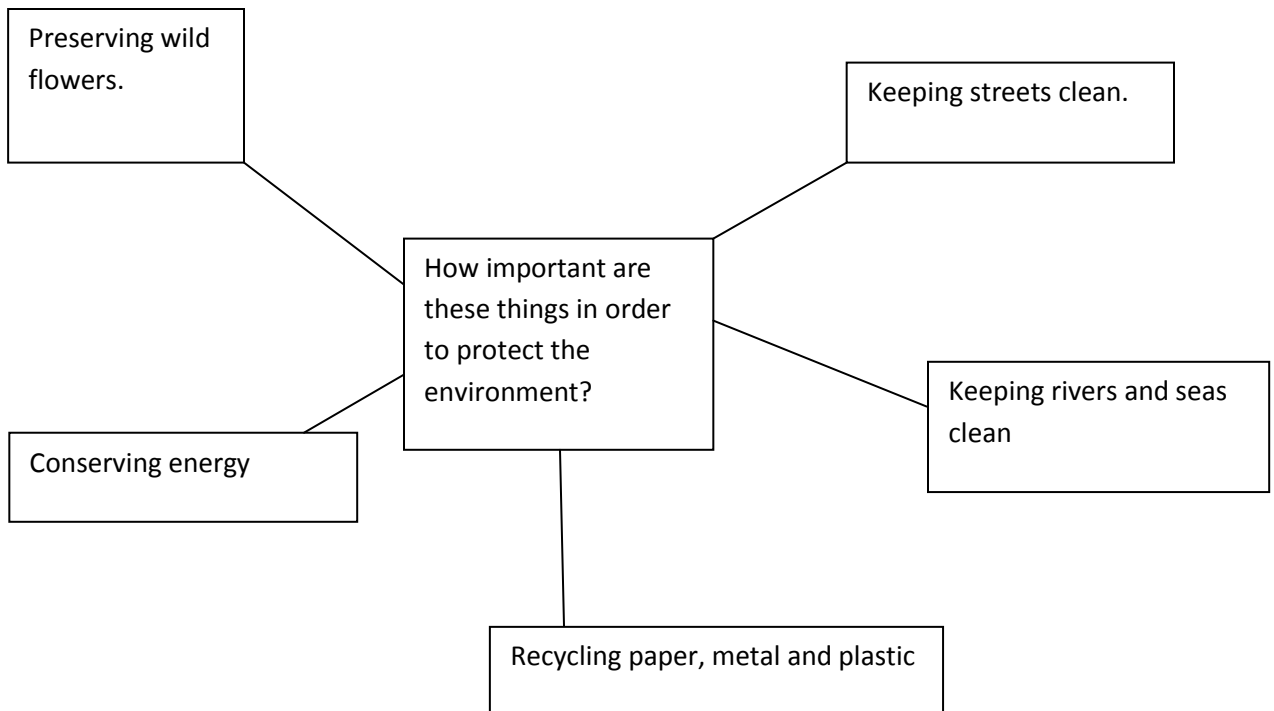 Preserving wild
flowers.
Keeping streets clean.
How important are
these things in order
to protect the
environment?
Keeping rivers and seas
clean
Conserving energy
Recycling paper, metal and plastic